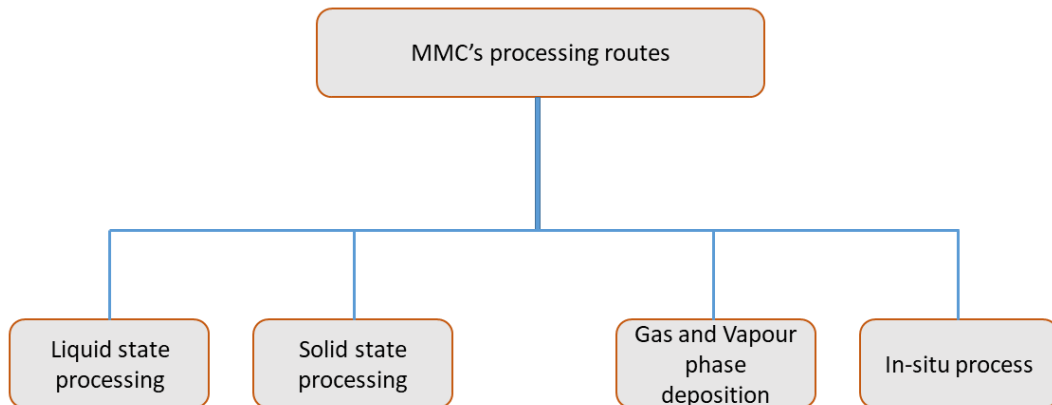 MMC’s processing routes
Liquid state
processing
Solid state
processing
Gas and Vapour
phase
deposition
In-situ process